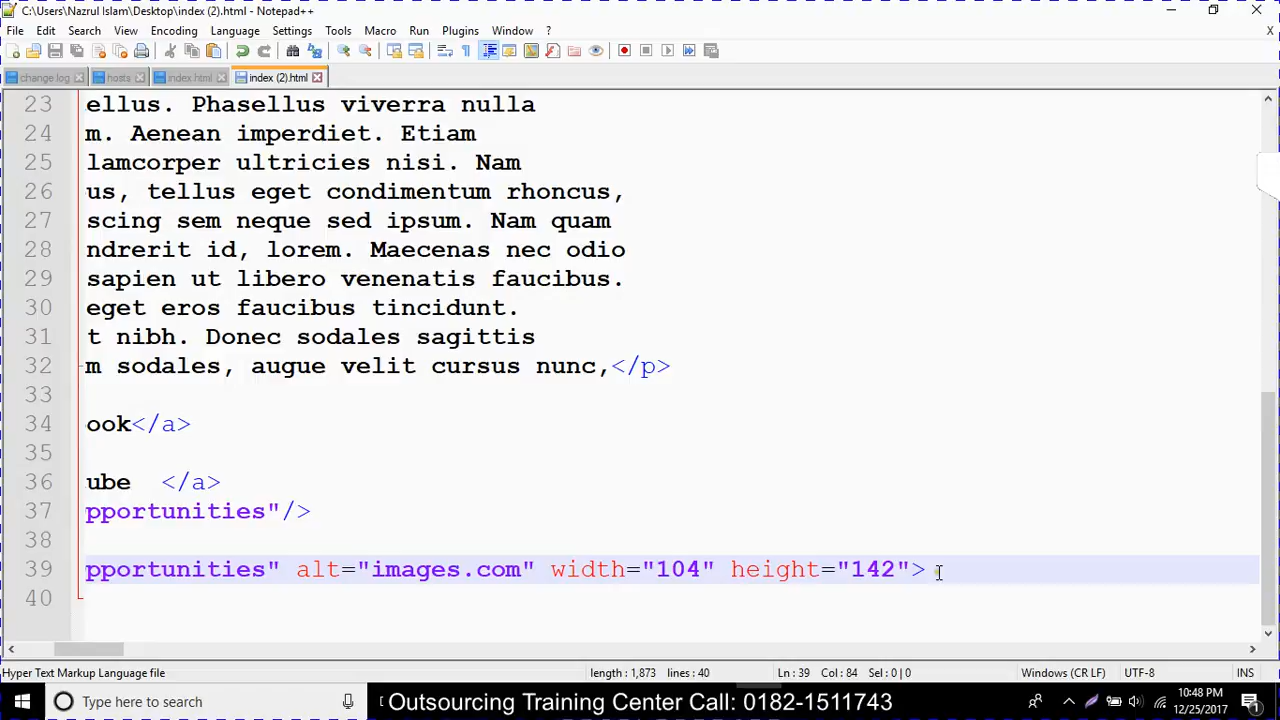 C:\Users\Nazrul Islam\Desktop\index (2).html - Notepad++
File Edit Search View Encoding Language Settings Tools Macro Run Plugins Window ? X
change.log hosts index.html index (2).html
23 ellus. Phasellus viverra nulla
24 m. Aenean imperdiet. Etiam
25 lamcorper ultricies nisi. Nam
26 us, tellus eget condimentum rhoncus,
27 scing sem neque sed ipsum. Nam quam
28 ndrerit id, lorem. Maecenas nec odio
29 sapien ut libero venenatis faucibus.
30 eget eros faucibus tincidunt.
31 t nibh. Donec sodales sagittis
32 m sodales, augue velit cursus nunc,</p>
33
34 ook</a>
35
36 ube </a>
37 pportunities"/>
38
39 pportunities" alt="images.com" width="104" height="142">
40
Hyper Text Markup Language file length : 1,873 lines : 40 Ln : 39 Col : 84 Sel : 0 | 0 Windows (CR LF) UTF-8 INS
Type here to search
Outsourcing Training Center Call: 0182-1511743
10:48 PM
12/25/2017
1